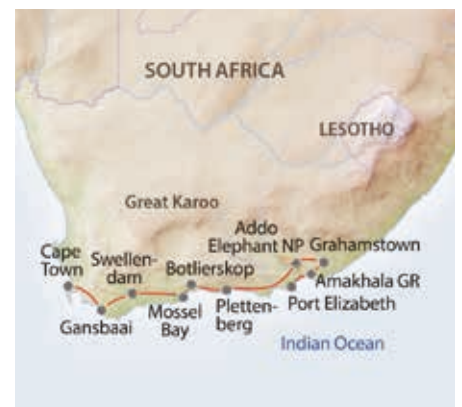 SOUTH AFRICA
LESOTHO
Great Karoo
Addo
Elephant NP
Grahamstown
Cape
Town
Swellen-
dam
Botlierskop
Amakhala GR
Port Elizabeth
Gansbaai
Mossel
Bay
Pletten-
berg
Indian Ocean